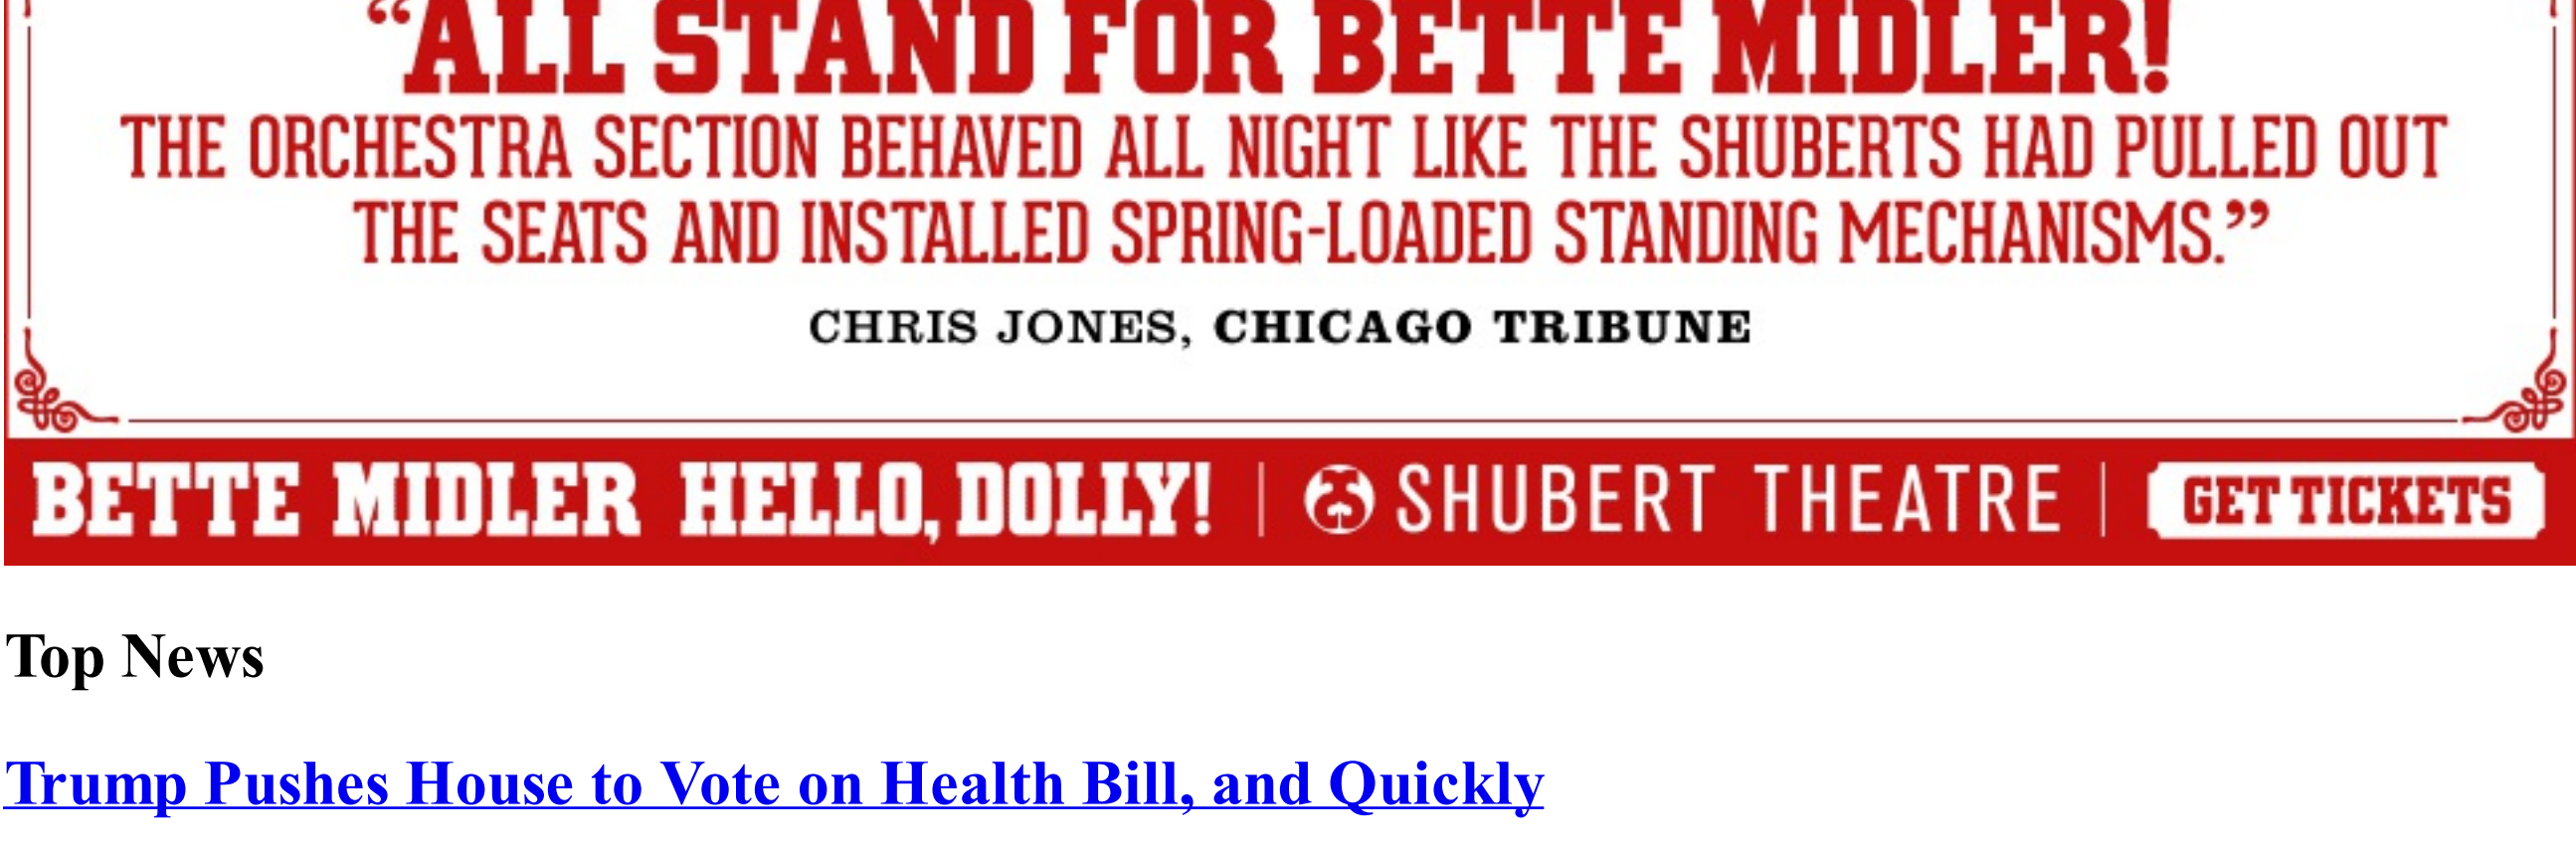 “ALL STAND FOR BETTE MIDLER!
THE ORCHESTRA SECTION BEHAVED ALL NIGHT LIKE THE SHUBERTS HAD PULLED OUT
THE SEATS AND INSTALLED SPRING-LOADED STANDING MECHANISMS.”
CHRIS JONES, CHICAGO TRIBUNE
BETTE MIDLER HELLO, DOLLY! | SHUBERT THEATRE | GET TICKETS
Top News
Trump Pushes House to Vote on Health Bill, and Quickly